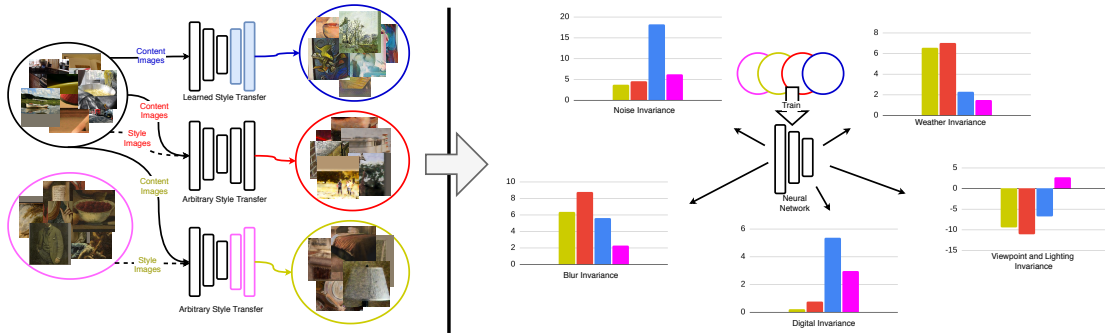 Content
Images
Learned Style Transfer
Content
Images
Style
Images
Arbitrary Style Transfer
Content
Images
Style
Images
Arbitrary Style Transfer
20
15
10
5
0
Noise Invariance
Train
Neural
Network
8
6
4
2
0
Weather Invariance
10
8
6
4
2
0
Blur Invariance
6
4
2
0
Digital Invariance
5
0
-5
-10
-15
Viewpoint and Lighting
Invariance